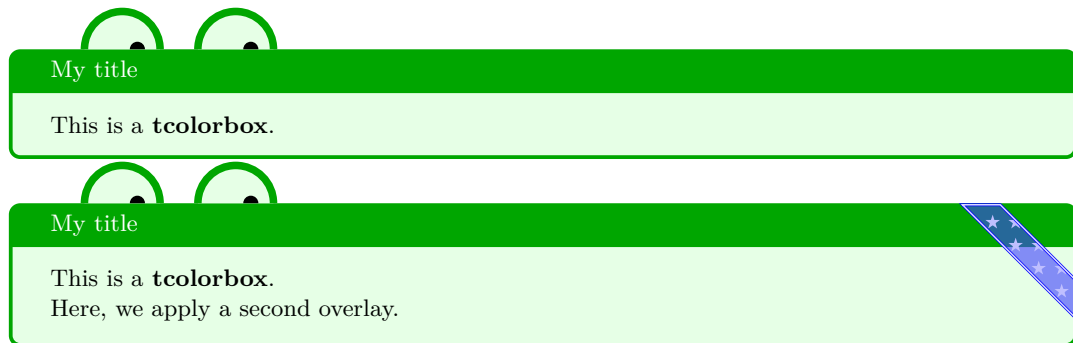 My title
This is a tcolorbox.
My title
This is a tcolorbox.
Here, we apply a second overlay.